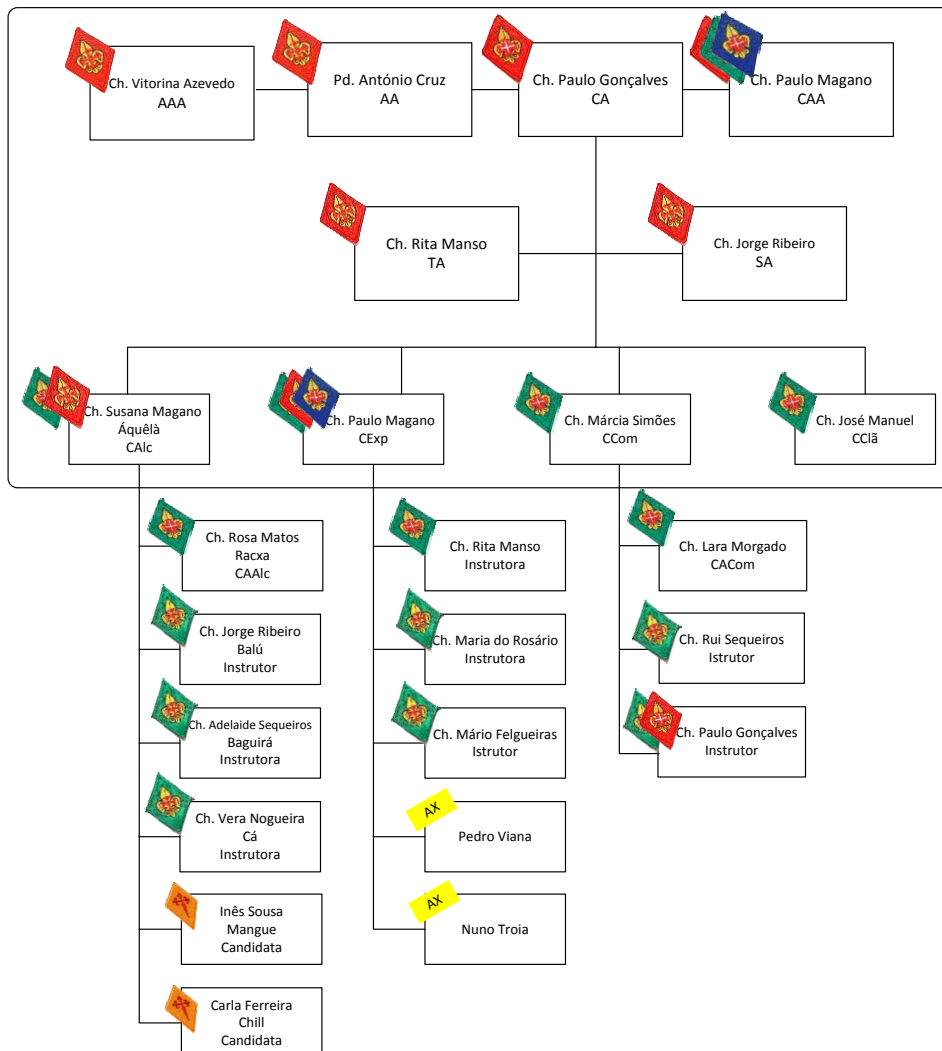 Ch. Vitorina Azevedo
AAA
Pd. António Cruz
AA
Ch. Paulo Gonçalves
CA
Ch. Paulo Magano
CAA
Ch. Rita Manso
TA
Ch. Jorge Ribeiro
SA
Ch. Susana Magano
Áquêlà
CAlc
Ch. Paulo Magano
CExp
Ch. Márcia Simões
CCom
Ch. José Manuel
CClã
Ch. Rosa Matos
Racxa
CAAlc
Ch. Jorge Ribeiro
Balú
Instrutor
Ch. Adelaide Sequeiros
Baguirá
Instrutora
Ch. Vera Nogueira
Cá
Instrutora
Inês Sousa
Mangue
Candidata
Carla Ferreira
Chill
Candidata
Ch. Rita Manso
Instrutora
Ch. Maria do Rosário
Instrutora
Ch. Mário Felgueiras
Istrutor
AX
Pedro Viana
AX
Nuno Troia
Ch. Lara Morgado
CACom
Ch. Rui Sequeiros
Istrutor
Ch. Paulo Gonçalves
Instrutor